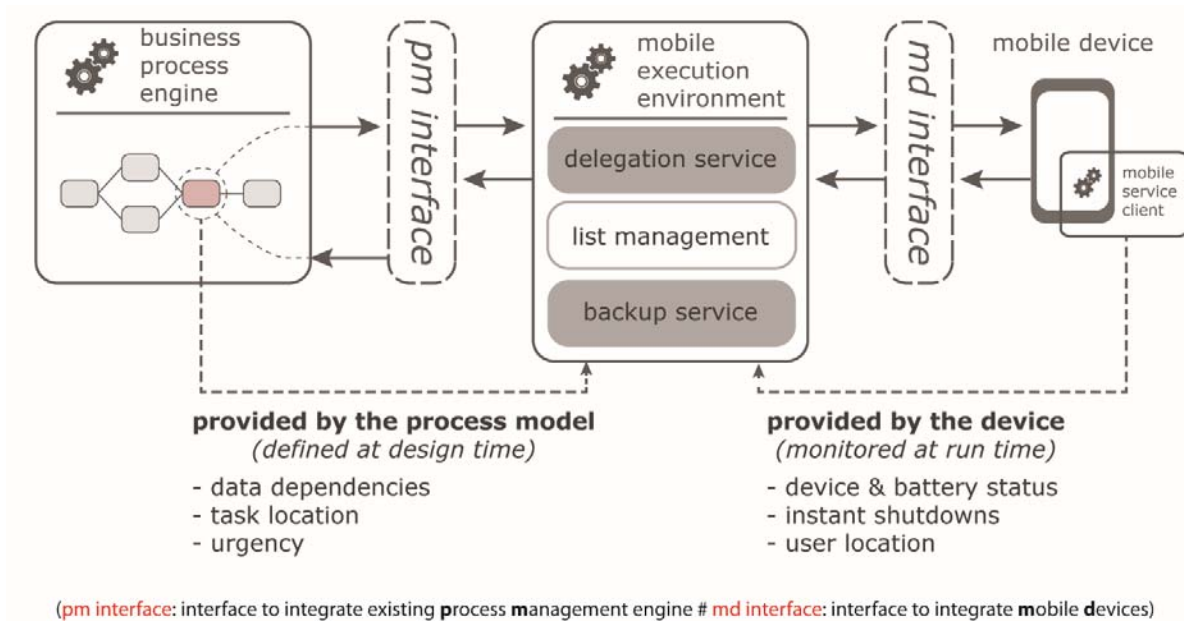 business
process
engine
pm interface
mobile
execution
environment
delegation service
list management
backup service
md interface
mobile device
mobile
service
client
provided by the process model
(defined at design time)
- data dependencies
- task location
- urgency
provided by the device
(monitored at run time)
- device & battery status
- instant shutdowns
- user location
(pm interface: interface to integrate existing process management engine # md interface: interface to integrate mobile devices)